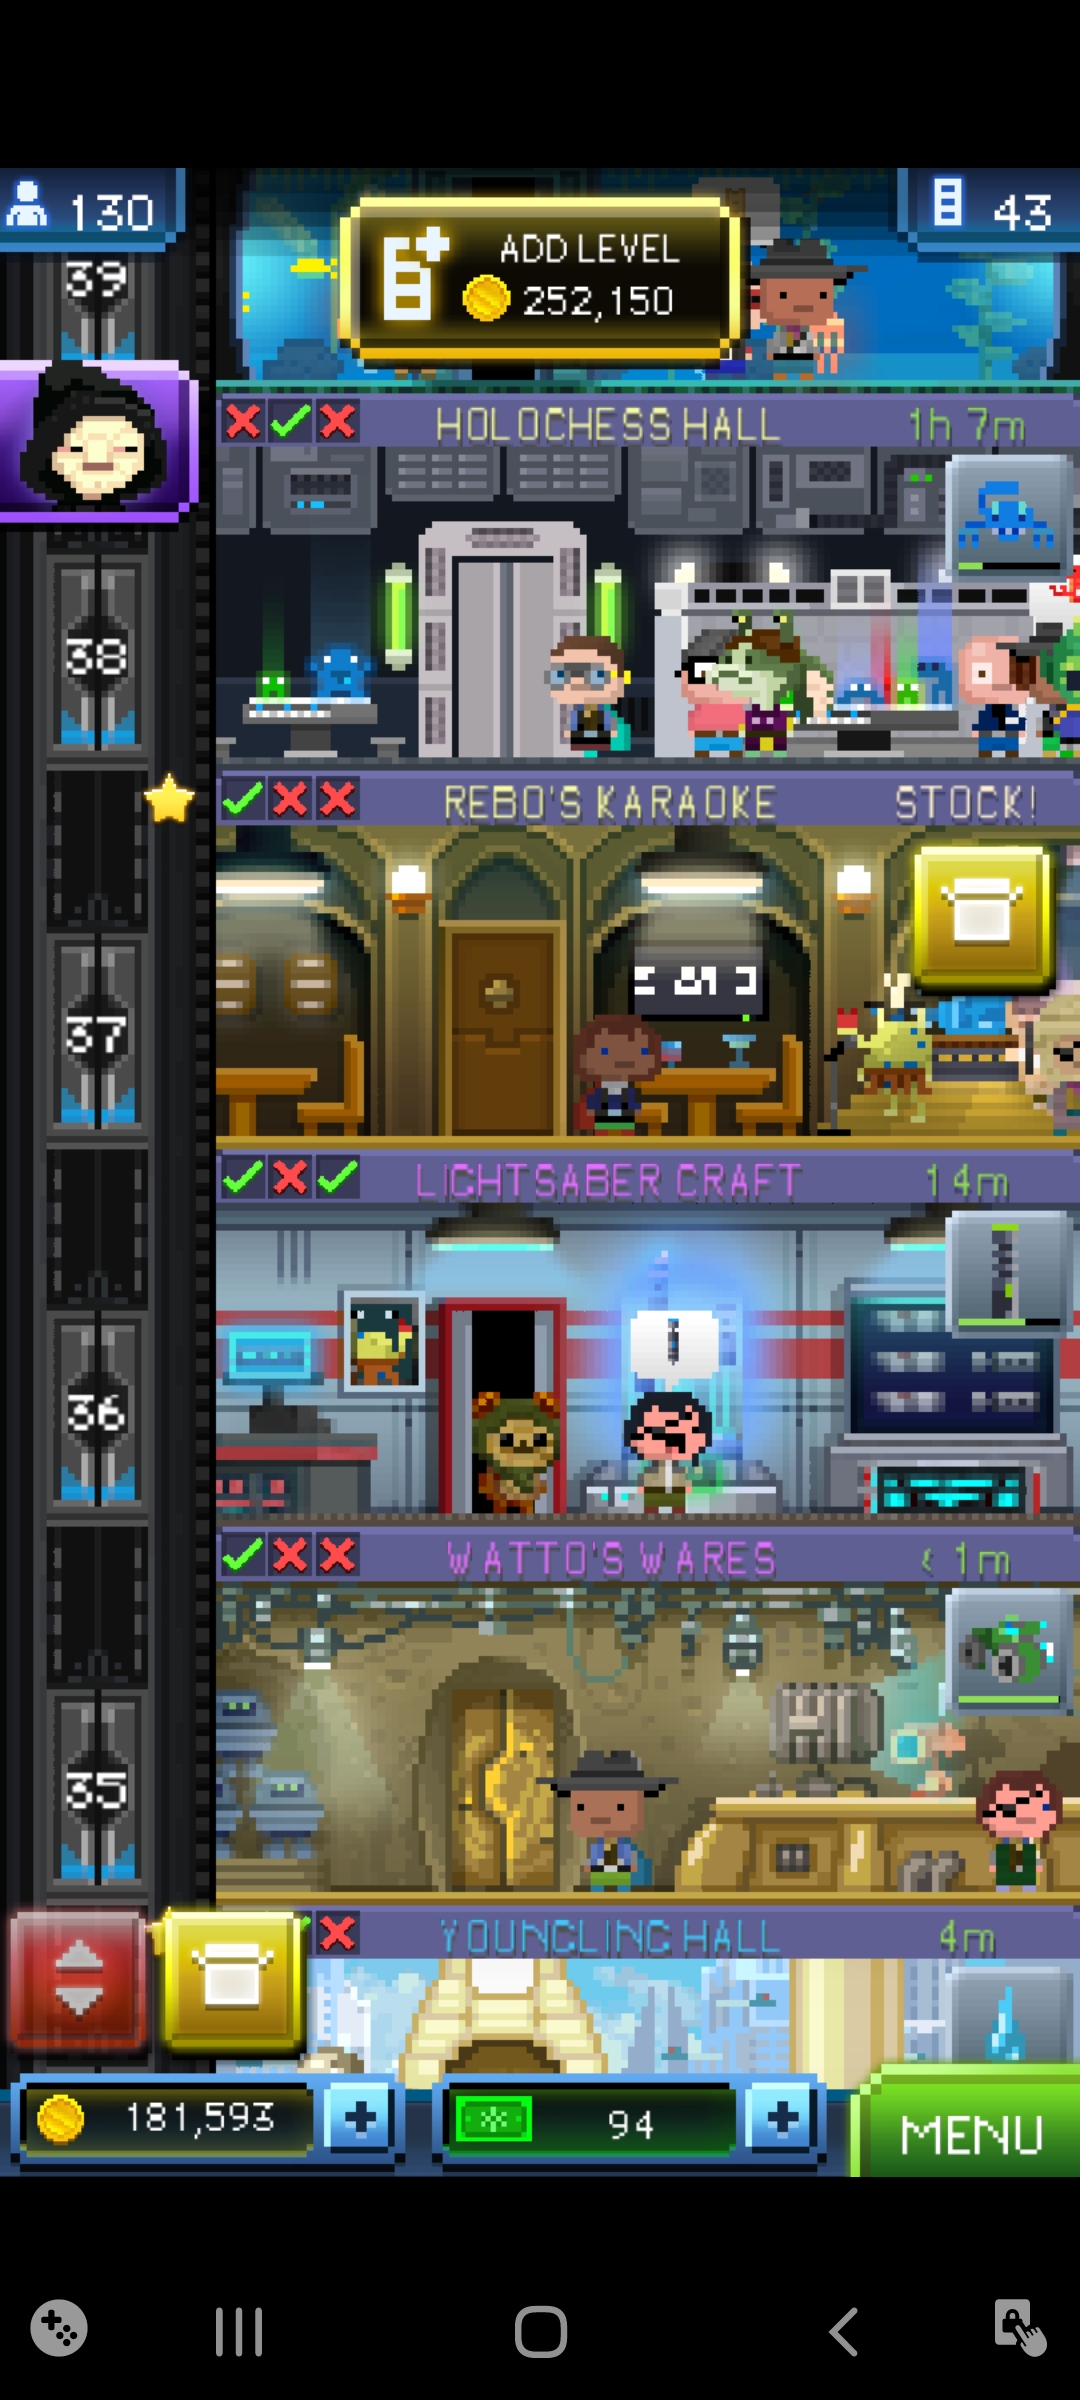 130
ADD LEVEL
252,150
43
39
HOLOCHESS HALL
1h 7m
38
REBO'S KARAOKE
STOCK!
37
LIGHTSABER CRAFT
14m
36
WATTO'S WARES
< 1m
35
YOUNGLING HALL
4m
181,593
94
MENU